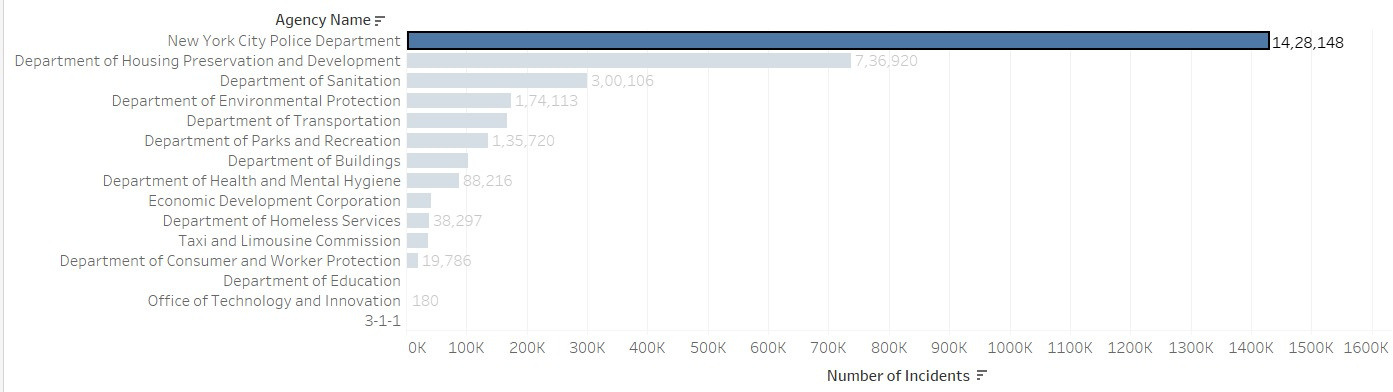 Agency Name
New York City Police Department 14,28,148
Department of Housing Preservation and Development 7,36,920
Department of Sanitation 3,00,106
Department of Environmental Protection 1,74,113
Department of Transportation
Department of Parks and Recreation 1,35,720
Department of Buildings
Department of Health and Mental Hygiene 88,216
Economic Development Corporation
Department of Homeless Services 38,297
Taxi and Limousine Commission
Department of Consumer and Worker Protection 19,786
Department of Education
Office of Technology and Innovation 180
3-1-1
0K 100K 200K 300K 400K 500K 600K 700K 800K 900K 1000K 1100K 1200K 1300K 1400K 1500K 1600K
Number of Incidents